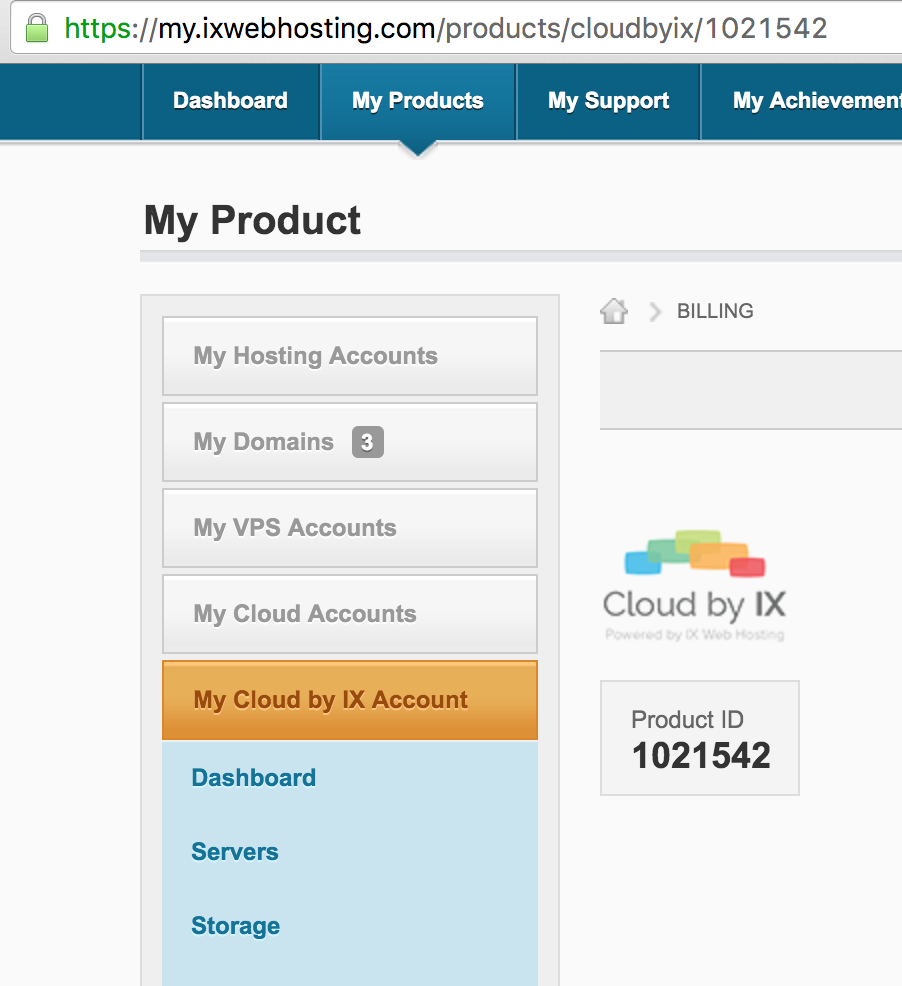 https://my.ixwebhosting.com/products/cloudbyix/1021542
Dashboard
My Products
My Support
My Achievement
My Product
My Hosting Accounts
My Domains 3
My VPS Accounts
My Cloud Accounts
My Cloud by IX Account
Dashboard
Servers
Storage
BILLING
Cloud by IX
Powered by IX Web Hosting
Product ID
1021542